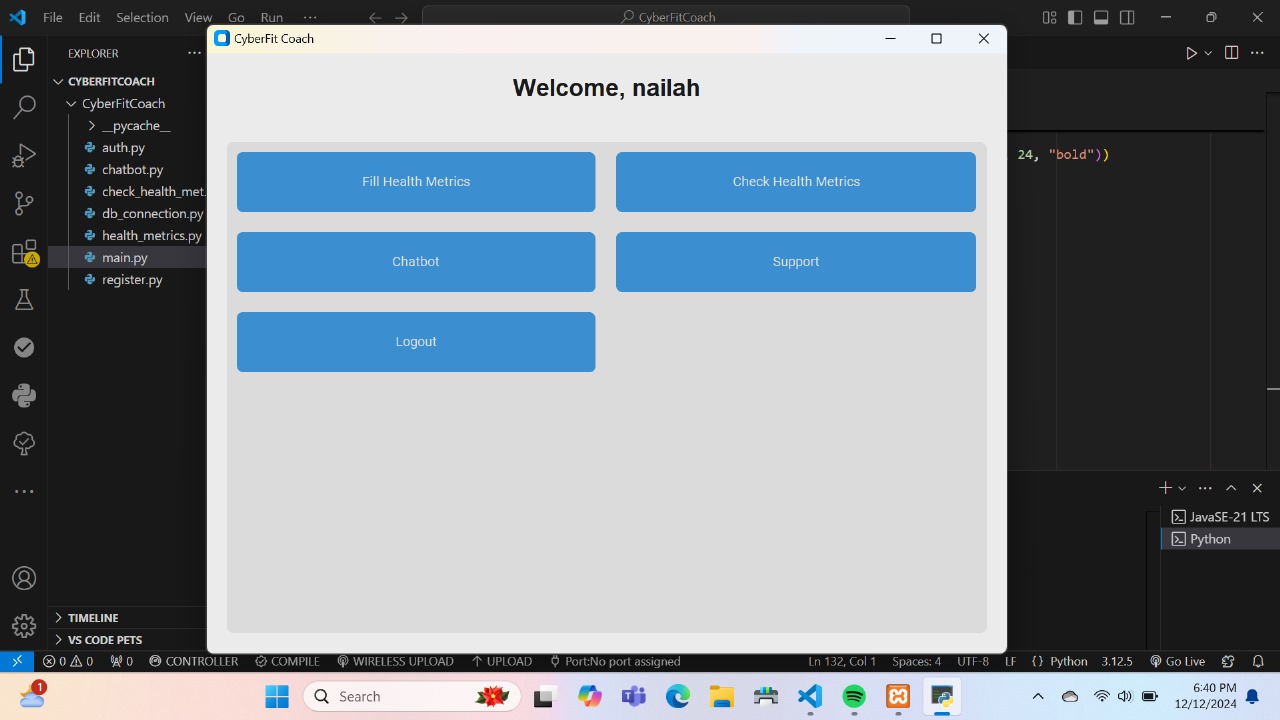 File Edit Selection View Go Run ···
CyberFitCoach
CyberFit Coach
EXPLORER
CYBERFITCOACH
CyberFitCoach
__pycache__
auth.py
chatbot.py
check_health_met...
db_connection.py
health_metrics.py
main.py
register.py
TIMELINE
VS CODE PETS
Welcome, nailah
Fill Health Metrics
Check Health Metrics
Chatbot
Support
Logout
24, "bold"))
JavaSE-21 LTS
Python
0 0 0 CONTROLLER COMPILE WIRELESS UPLOAD UPLOAD Port:No port assigned Ln 132, Col 1 Spaces: 4 UTF-8 LF {} Python 3.12.5 Go Live
1
Search
6:40 PM
12/22/2024